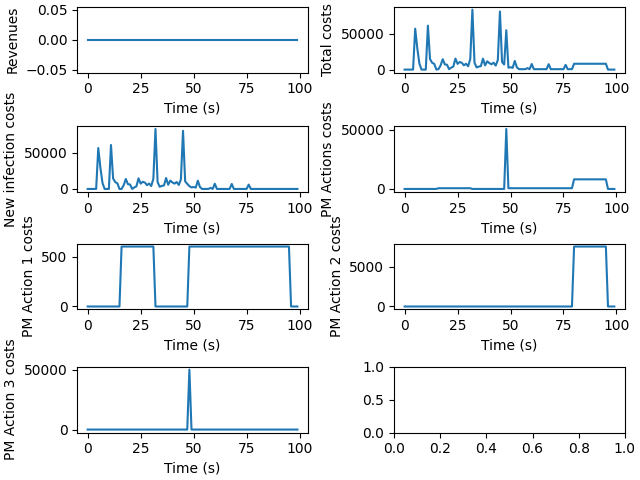 Revenues
0.05
0.00
−0.05
0 25 50 75 100
Time (s)
Total costs
50000
0
0 25 50 75 100
Time (s)
New infection costs
50000
0
0 25 50 75 100
Time (s)
PM Actions costs
50000
0
0 25 50 75 100
Time (s)
PM Action 1 costs
500
0
0 25 50 75 100
Time (s)
PM Action 2 costs
5000
0
0 25 50 75 100
Time (s)
PM Action 3 costs
50000
0
0 25 50 75 100
Time (s)
1.0
0.5
0.0
0.0 0.2 0.4 0.6 0.8 1.0